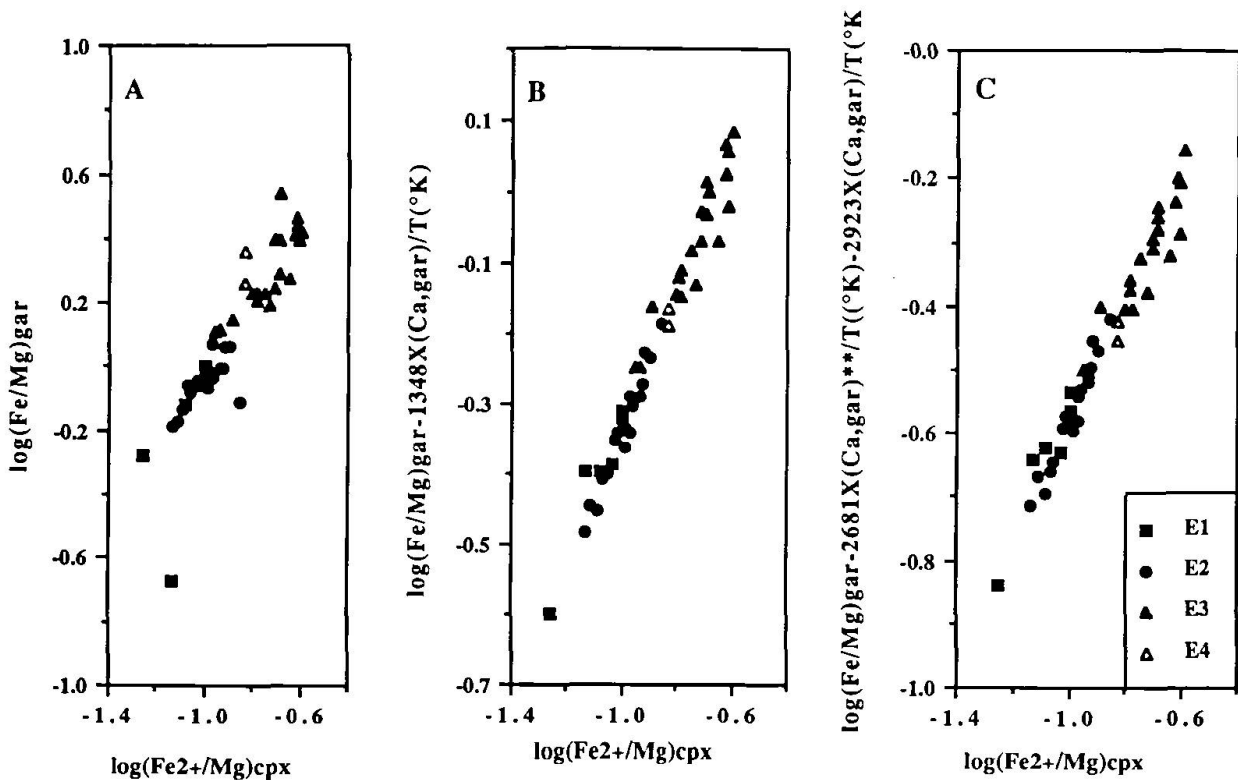 A
log(Fe/Mg)gar
1.0
0.6
0.2
-0.2
-0.6
-1.0
-1.4
-1.0
-0.6
log(Fe2+/Mg)cpx
B
log(Fe/Mg)gar-1348X(Ca,gar)/T(°K)
0.1
-0.1
-0.3
-0.5
-0.7
-1.4
-1.0
-0.6
log(Fe2+/Mg)cpx
C
log(Fe/Mg)gar-2681X(Ca,gar)**/T((°K)-2923X(Ca,gar)/T(°K
-0.0
-0.2
-0.4
-0.6
-0.8
-1.0
-1.4
-1.0
-0.6
log(Fe2+/Mg)cpx
E1
E2
E3
E4